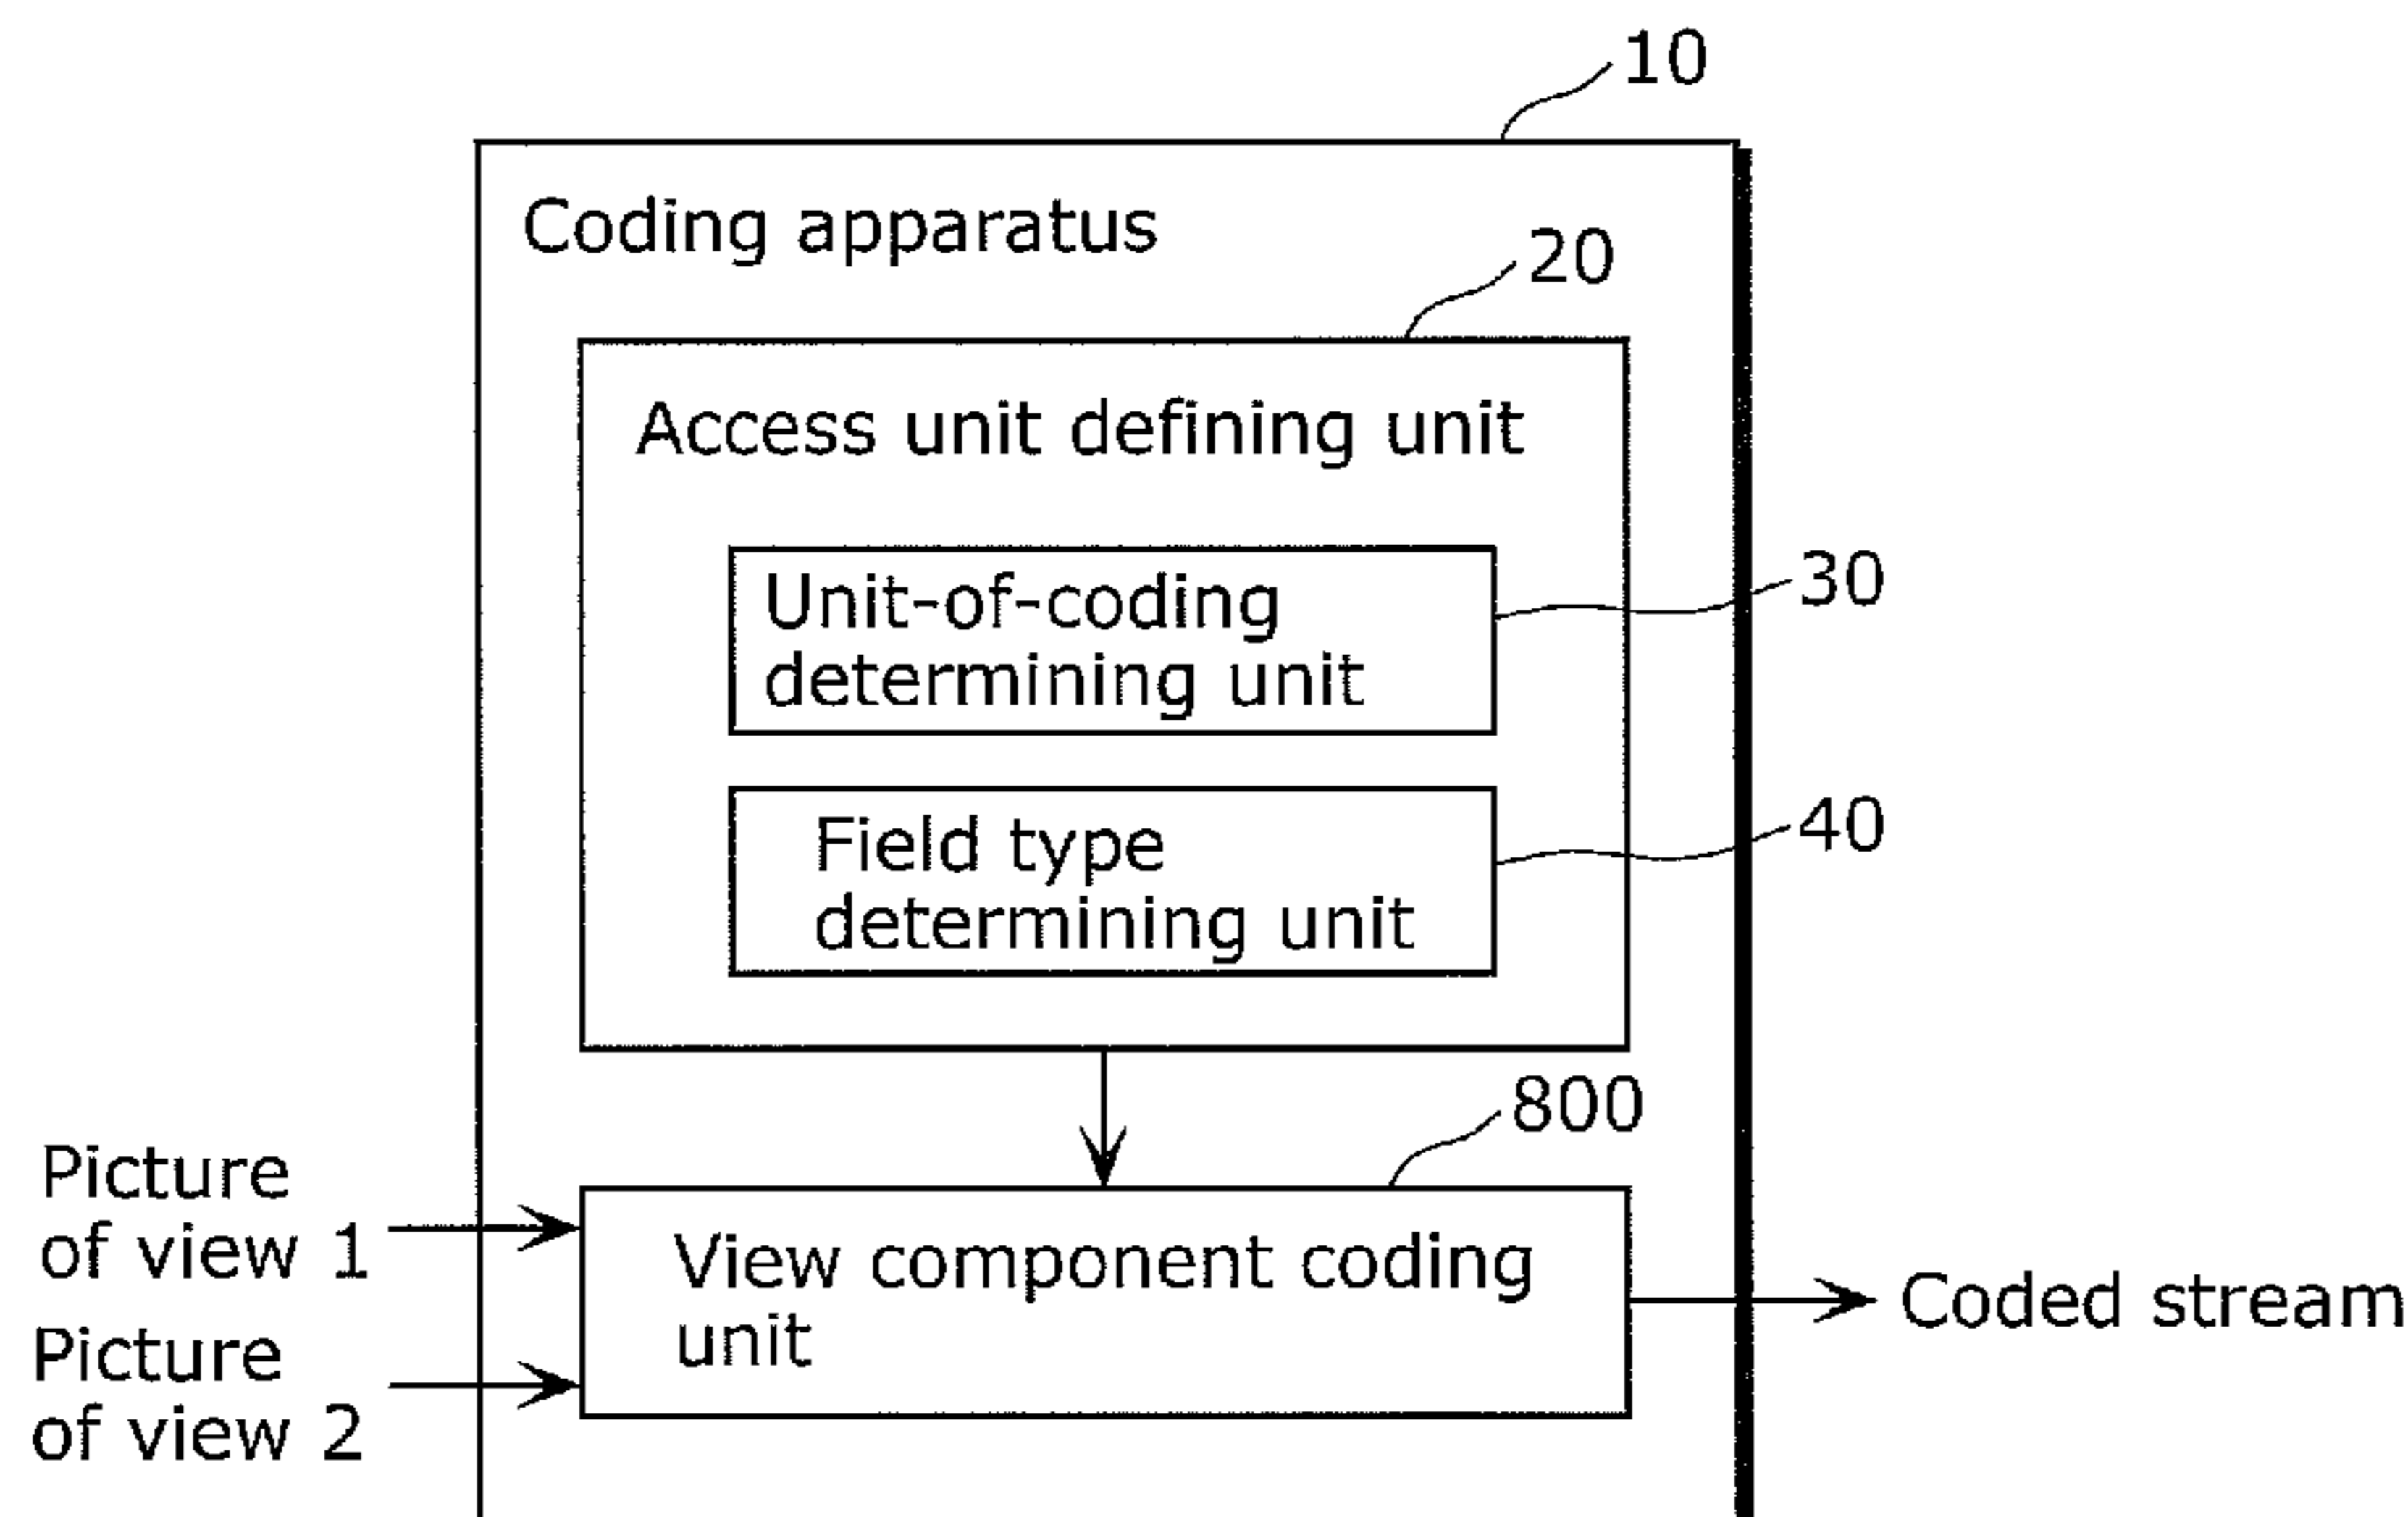 10
Coding apparatus
20
Access unit defining unit
Unit-of-coding
determining unit
30
Field type
determining unit
40
800
Picture
of view 1
Picture
of view 2
View component coding
unit
Coded stream